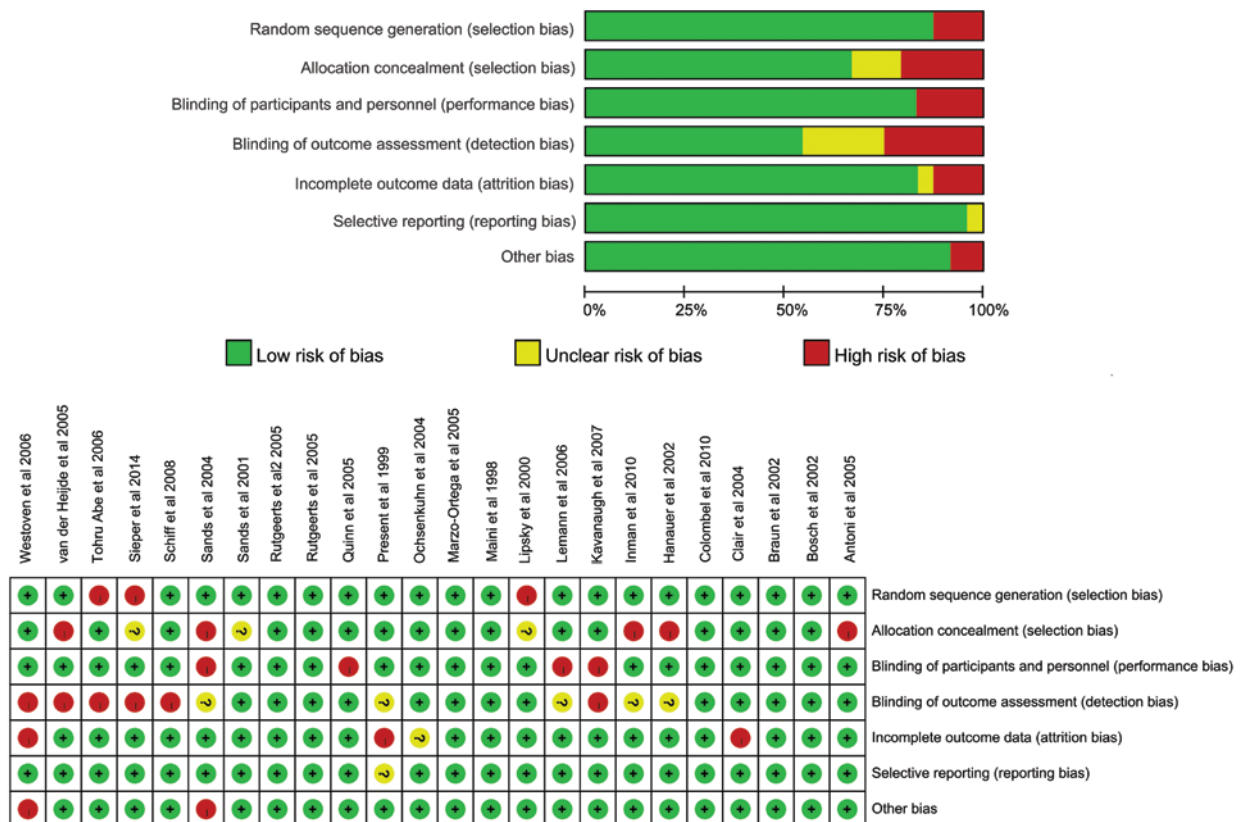 Random sequence generation (selection bias)
Allocation concealment (selection bias)
Blinding of participants and personnel (performance bias)
Blinding of outcome assessment (detection bias)
Incomplete outcome data (attrition bias)
Selective reporting (reporting bias)
Other bias
0% 25% 50% 75% 100%
Low risk of bias Unclear risk of bias High risk of bias
Westoven et al 2006
van der Heijde et al 2005
Tohru Abe et al 2006
Sieper et al 2014
Schiff et al 2008
Sands et al 2004
Sands et al 2001
Rutgeerts et al2 2005
Rutgeerts et al 2005
Quinn et al 2005
Present et al 1999
Ochsenkuhn et al 2004
Marzo-Ortega et al 2005
Maini et al 1998
Lipsky et al 2000
Lemann et al 2006
Kavanaugh et al 2007
Inman et al 2010
Hanauer et al 2002
Colombel et al 2010
Clair et al 2004
Braun et al 2002
Bosch et al 2002
Antoni et al 2005
+ + - - + + + + + + + + + + - + + + + + + + + + Random sequence generation (selection bias)
+ - + ? + - ? + + + + + + + ? + + - - + + + + - Allocation concealment (selection bias)
+ + + + + - + + + - + + + + + - - + + + + + + + Blinding of participants and personnel (performance bias)
- - - - - ? + + + + ? + + + + ? - ? ? + + + + + Blinding of outcome assessment (detection bias)
- + + + + + + + + + - ? + + + + + + + + - + + + Incomplete outcome data (attrition bias)
+ + + + + + + + + + ? + + + + + + + + + + + + + Selective reporting (reporting bias)
- + + + + - + + + + + + + + + + + + + + + + + + Other bias